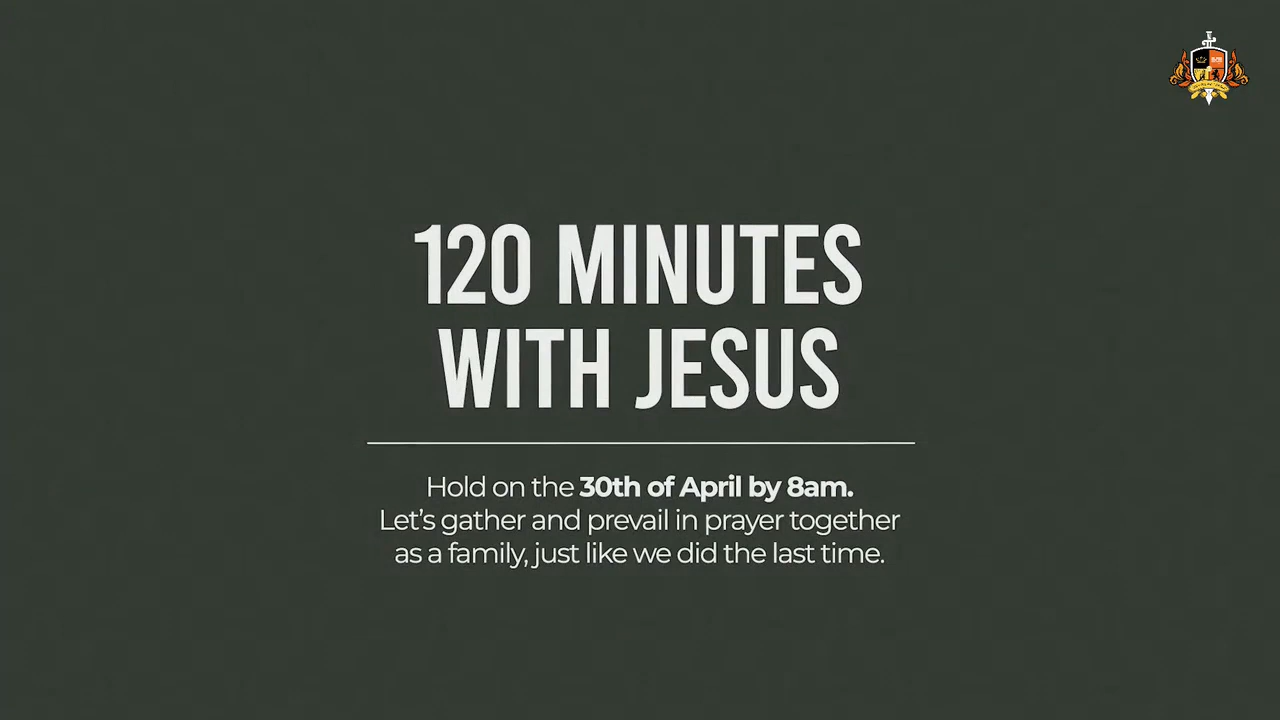 120 MINUTES
WITH JESUS
Hold on the 30th of April by 8am.
Let's gather and prevail in prayer together
as a family, just like we did the last time.